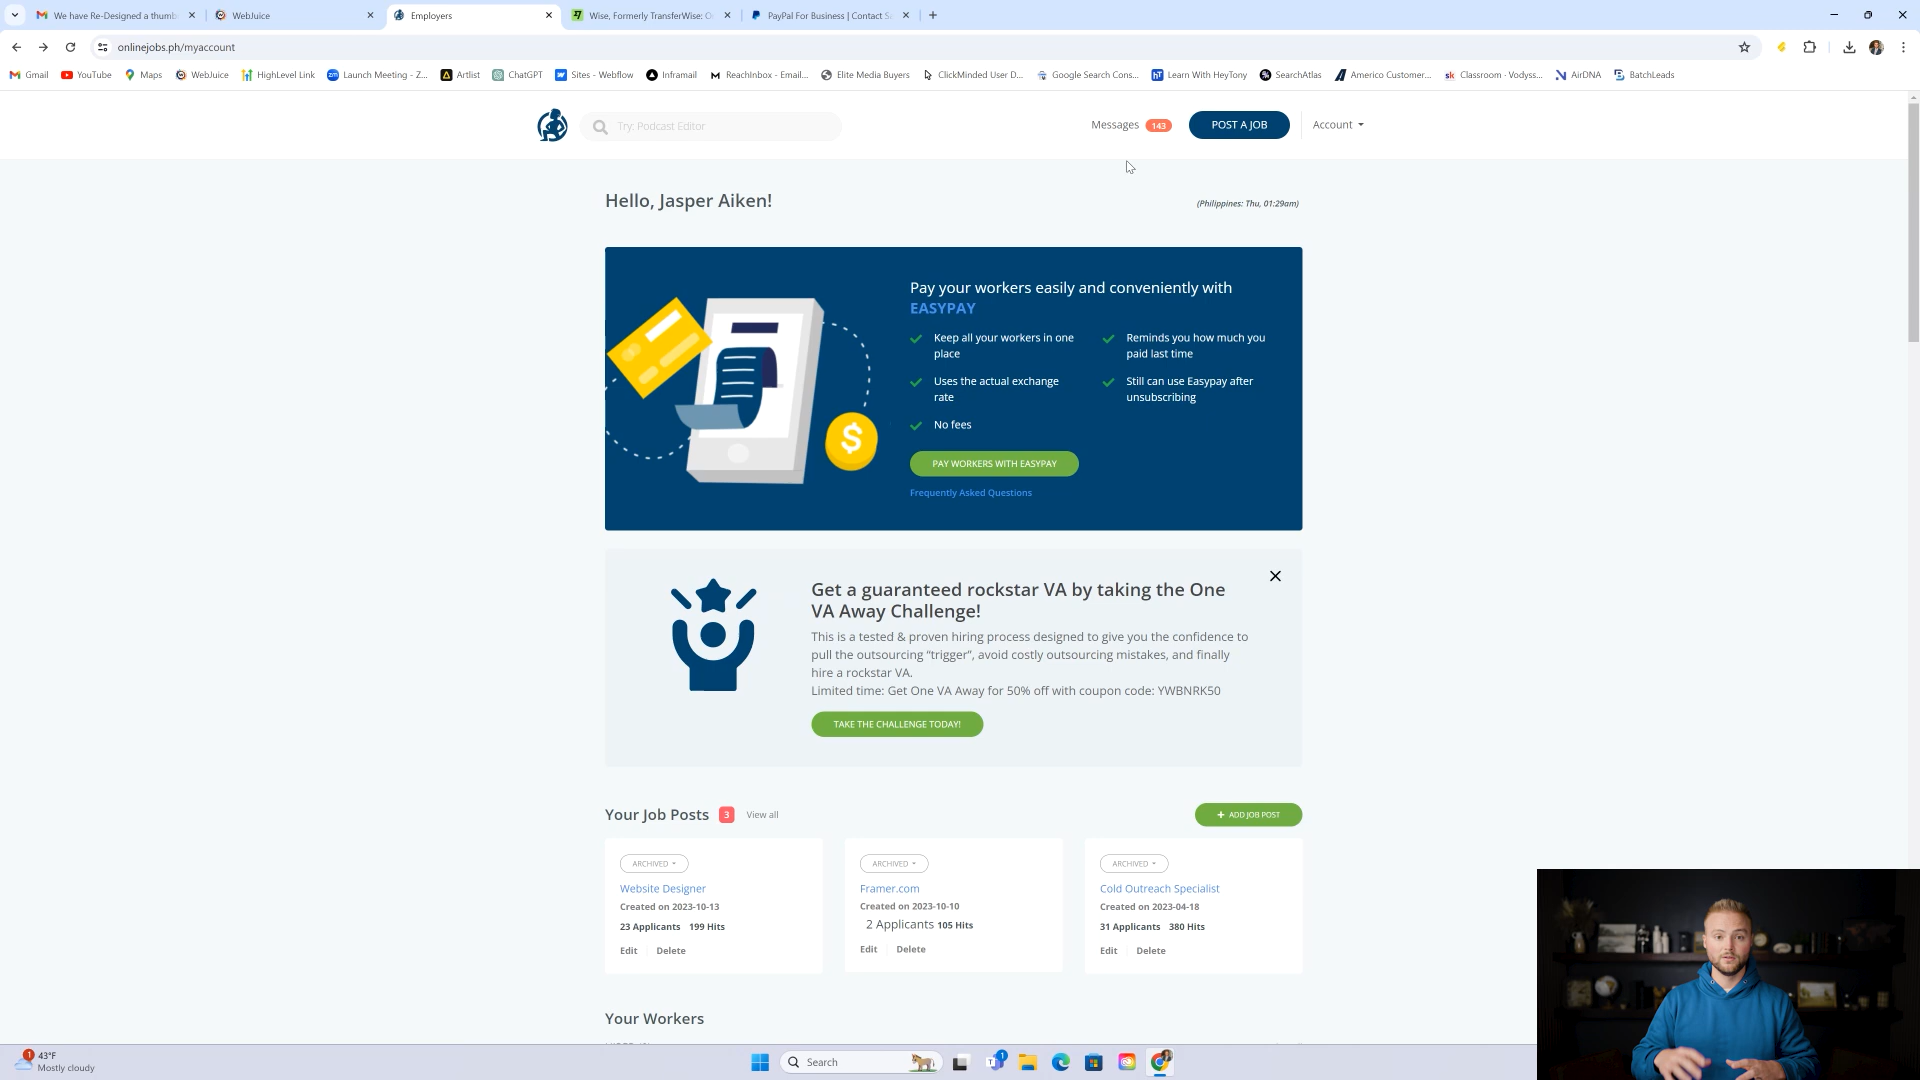 We have Re-Designed a thumb
WebJuice
Employers
Wise, Formerly TransferWise: O
PayPal For Business | Contact S
onlinejobs.ph/myaccount
Gmail
YouTube
Maps
WebJuice
HighLevel Link
Launch Meeting - Z...
Artlist
ChatGPT
Sites - Webflow
Inframail
ReachInbox - Email...
Elite Media Buyers
ClickMinded User D...
Google Search Cons...
Learn With HeyTony
SearchAtlas
Americo Customer...
Classroom · Vodyss...
AirDNA
BatchLeads
Try: Podcast Editor
Messages 143
POST A JOB
Account
Hello, Jasper Aiken!
(Philippines: Thu, 01:29am)
Pay your workers easily and conveniently with
EASYPAY
Keep all your workers in one
place
Reminds you how much you
paid last time
Uses the actual exchange
rate
Still can use Easypay after
unsubscribing
No fees
PAY WORKERS WITH EASYPAY
Frequently Asked Questions
Get a guaranteed rockstar VA by taking the One
VA Away Challenge!
This is a tested & proven hiring process designed to give you the confidence to
pull the outsourcing “trigger”, avoid costly outsourcing mistakes, and finally
hire a rockstar VA.
Limited time: Get One VA Away for 50% off with coupon code: YWBNRK50
TAKE THE CHALLENGE TODAY!
Your Job Posts 3 View all
+ ADD JOB POST
ARCHIVED
Website Designer
Created on 2023-10-13
23 Applicants 199 Hits
Edit Delete
ARCHIVED
Framer.com
Created on 2023-10-10
2 Applicants 105 Hits
Edit Delete
ARCHIVED
Cold Outreach Specialist
Created on 2023-04-18
31 Applicants 380 Hits
Edit Delete
Your Workers
1
43°F
Mostly cloudy
Search
1